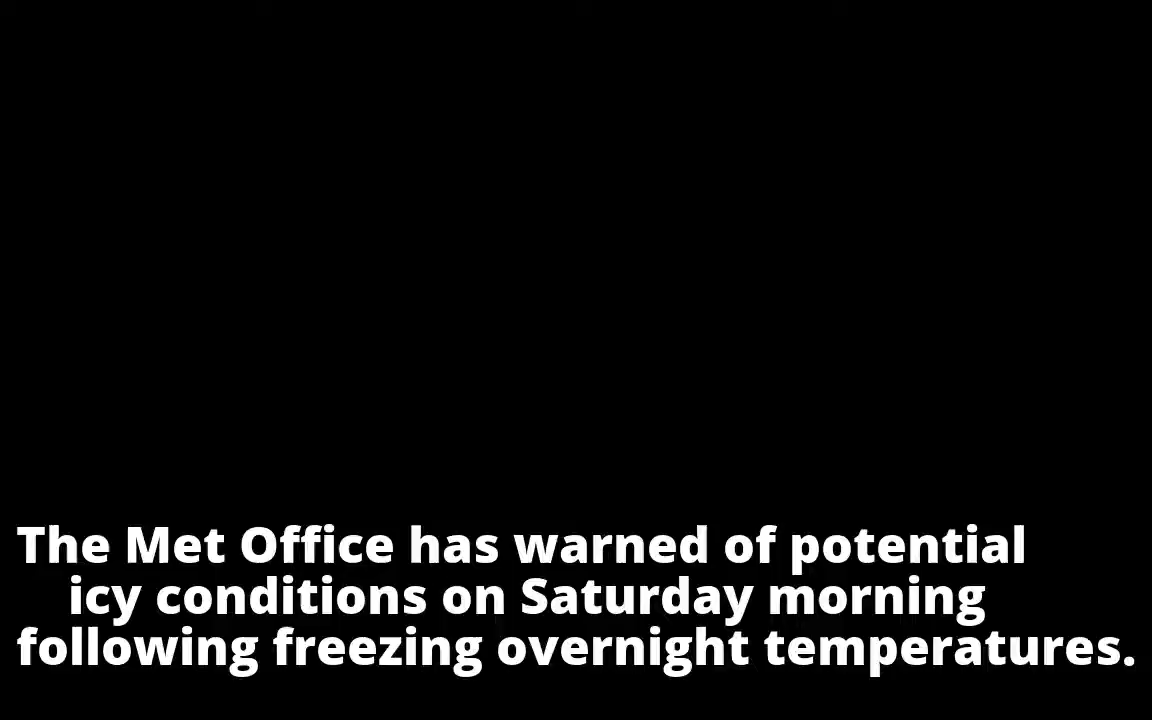 The Met Office has warned of potential
icy conditions on Saturday morning
following freezing overnight temperatures.